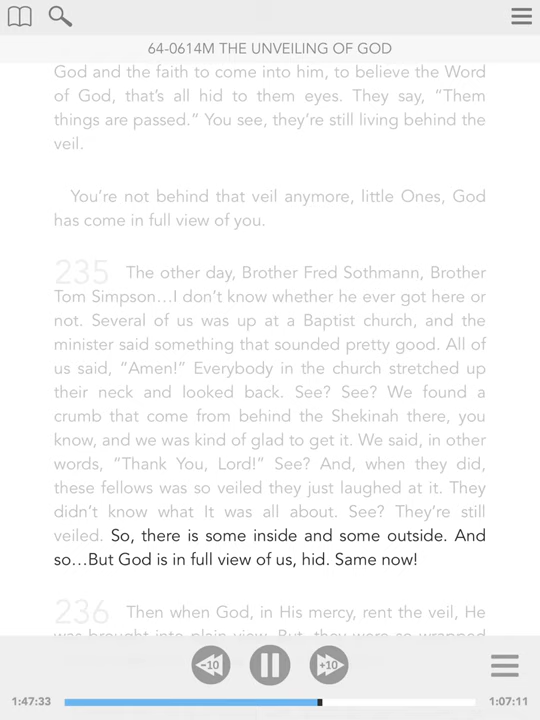 64-0614M THE UNVEILING OF GOD
God and the faith to come into him, to believe the Word
of God, that’s all hid to them eyes. They say, “Them
things are passed.” You see, they’re still living behind the
veil.
You’re not behind that veil anymore, little Ones, God
has come in full view of you.
235 The other day, Brother Fred Sothmann, Brother
Tom Simpson…I don’t know whether he ever got here or
not. Several of us was up at a Baptist church, and the
minister said something that sounded pretty good. All of
us said, “Amen!” Everybody in the church stretched up
their neck and looked back. See? See? We found a
crumb that come from behind the Shekinah there, you
know, and we was kind of glad to get it. We said, in other
words, “Thank You, Lord!” See? And, when they did,
these fellows was so veiled they just laughed at it. They
didn’t know what It was all about. See? They’re still
veiled. So, there is some inside and some outside. And
so…But God is in full view of us, hid. Same now!
236 Then when God, in His mercy, rent the veil, He
was brought into plain view. But, they were so wrapped
-10
+10
1:47:33
1:07:11